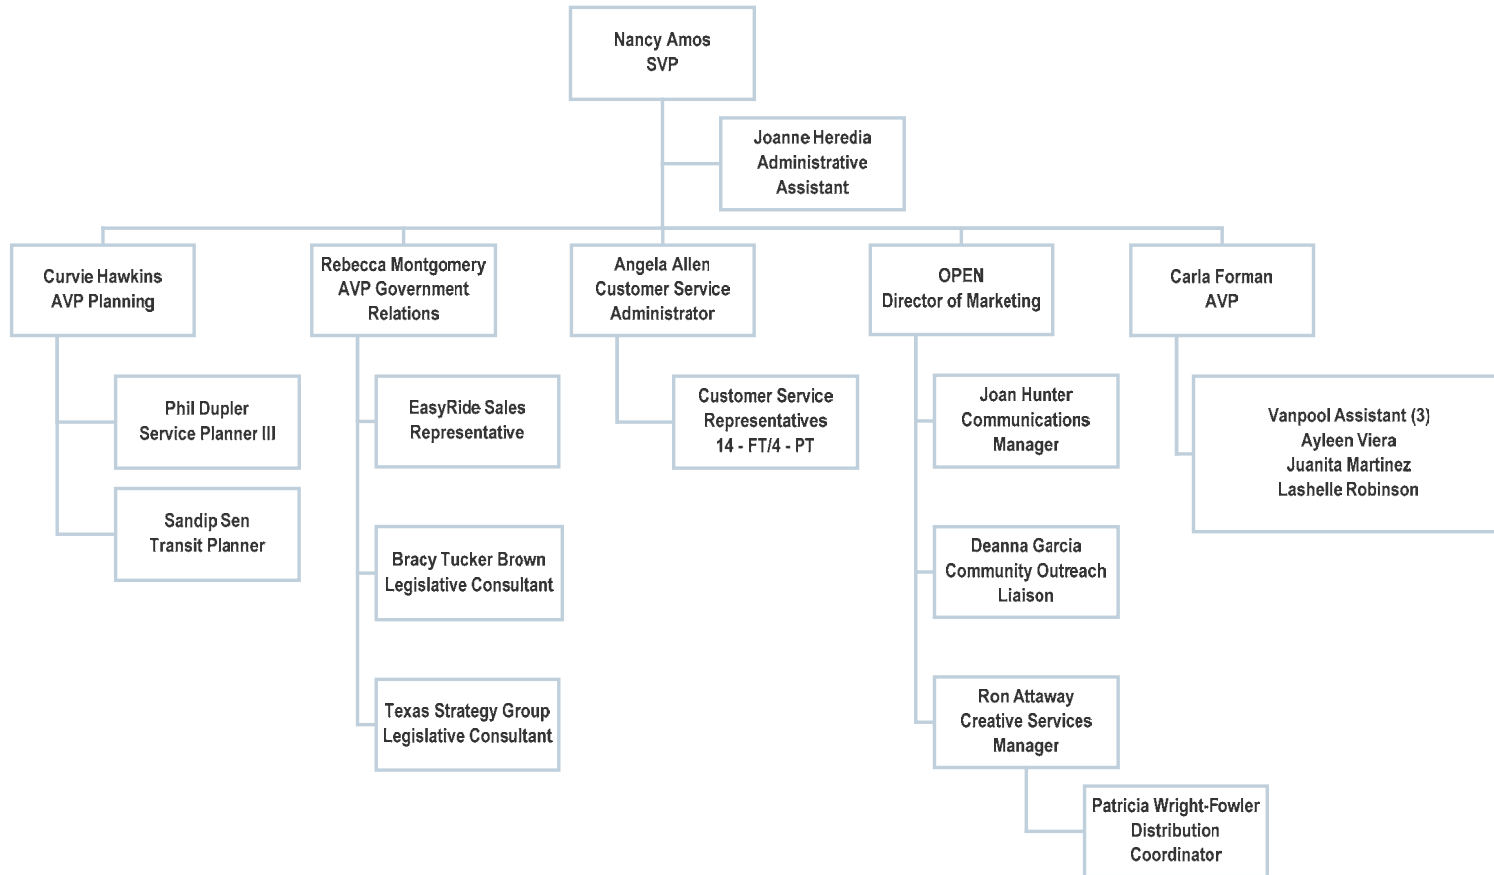 Nancy Amos
SVP
Joanne Heredia
Administrative
Assistant
Curvie Hawkins
AVP Planning
Rebecca Montgomery
AVP Government
Relations
Angela Allen
Customer Service
Administrator
OPEN
Director of Marketing
Carla Forman
AVP
Phil Dupler
Service Planner III
Sandip Sen
Transit Planner
EasyRide Sales
Representative
Bracy Tucker Brown
Legislative Consultant
Texas Strategy Group
Legislative Consultant
Customer Service
Representatives
14 - FT/4 - PT
Joan Hunter
Communications
Manager
Deanna Garcia
Community Outreach
Liaison
Ron Attaway
Creative Services
Manager
Patricia Wright-Fowler
Distribution
Coordinator
Vanpool Assistant (3)
Ayleen Viera
Juanita Martinez
Lashelle Robinson